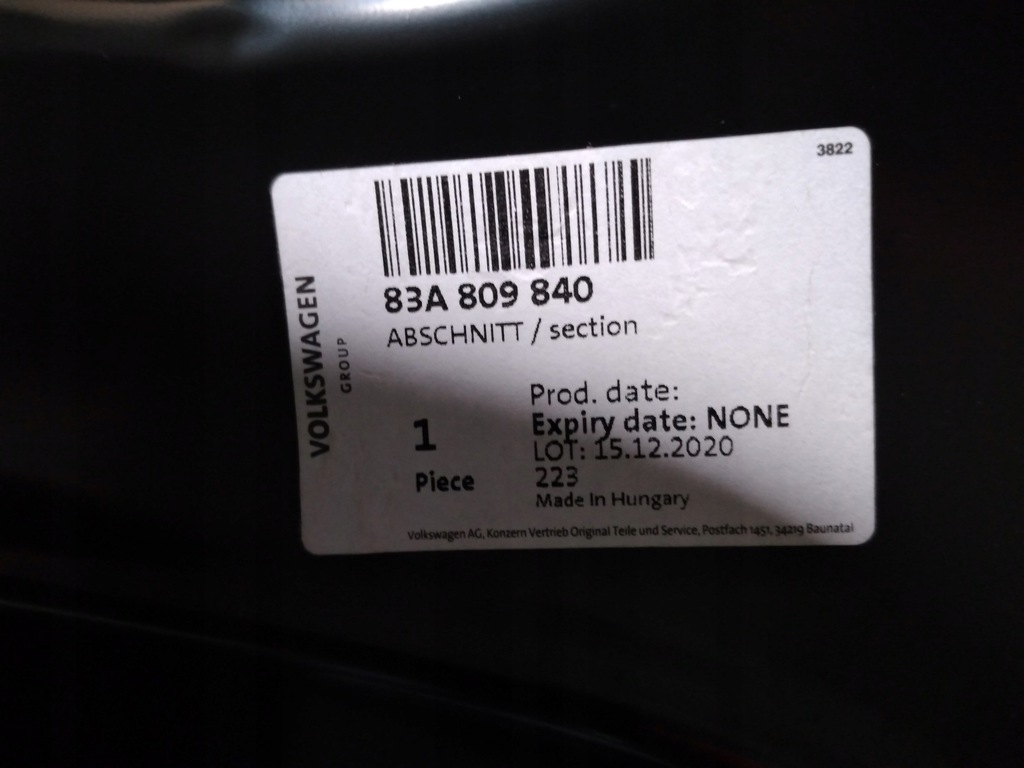 3822
VOLKSWAGEN
GROUP
83A 809 840
ABSCHNITT / section
1
Piece
Prod. date:
Expiry date: NONE
LOT: 15.12.2020
223
Made In Hungary
Volkswagen AG, Konzern Vertrieb Original Teile und Service, Postfach 1451, 34219 Baunatal